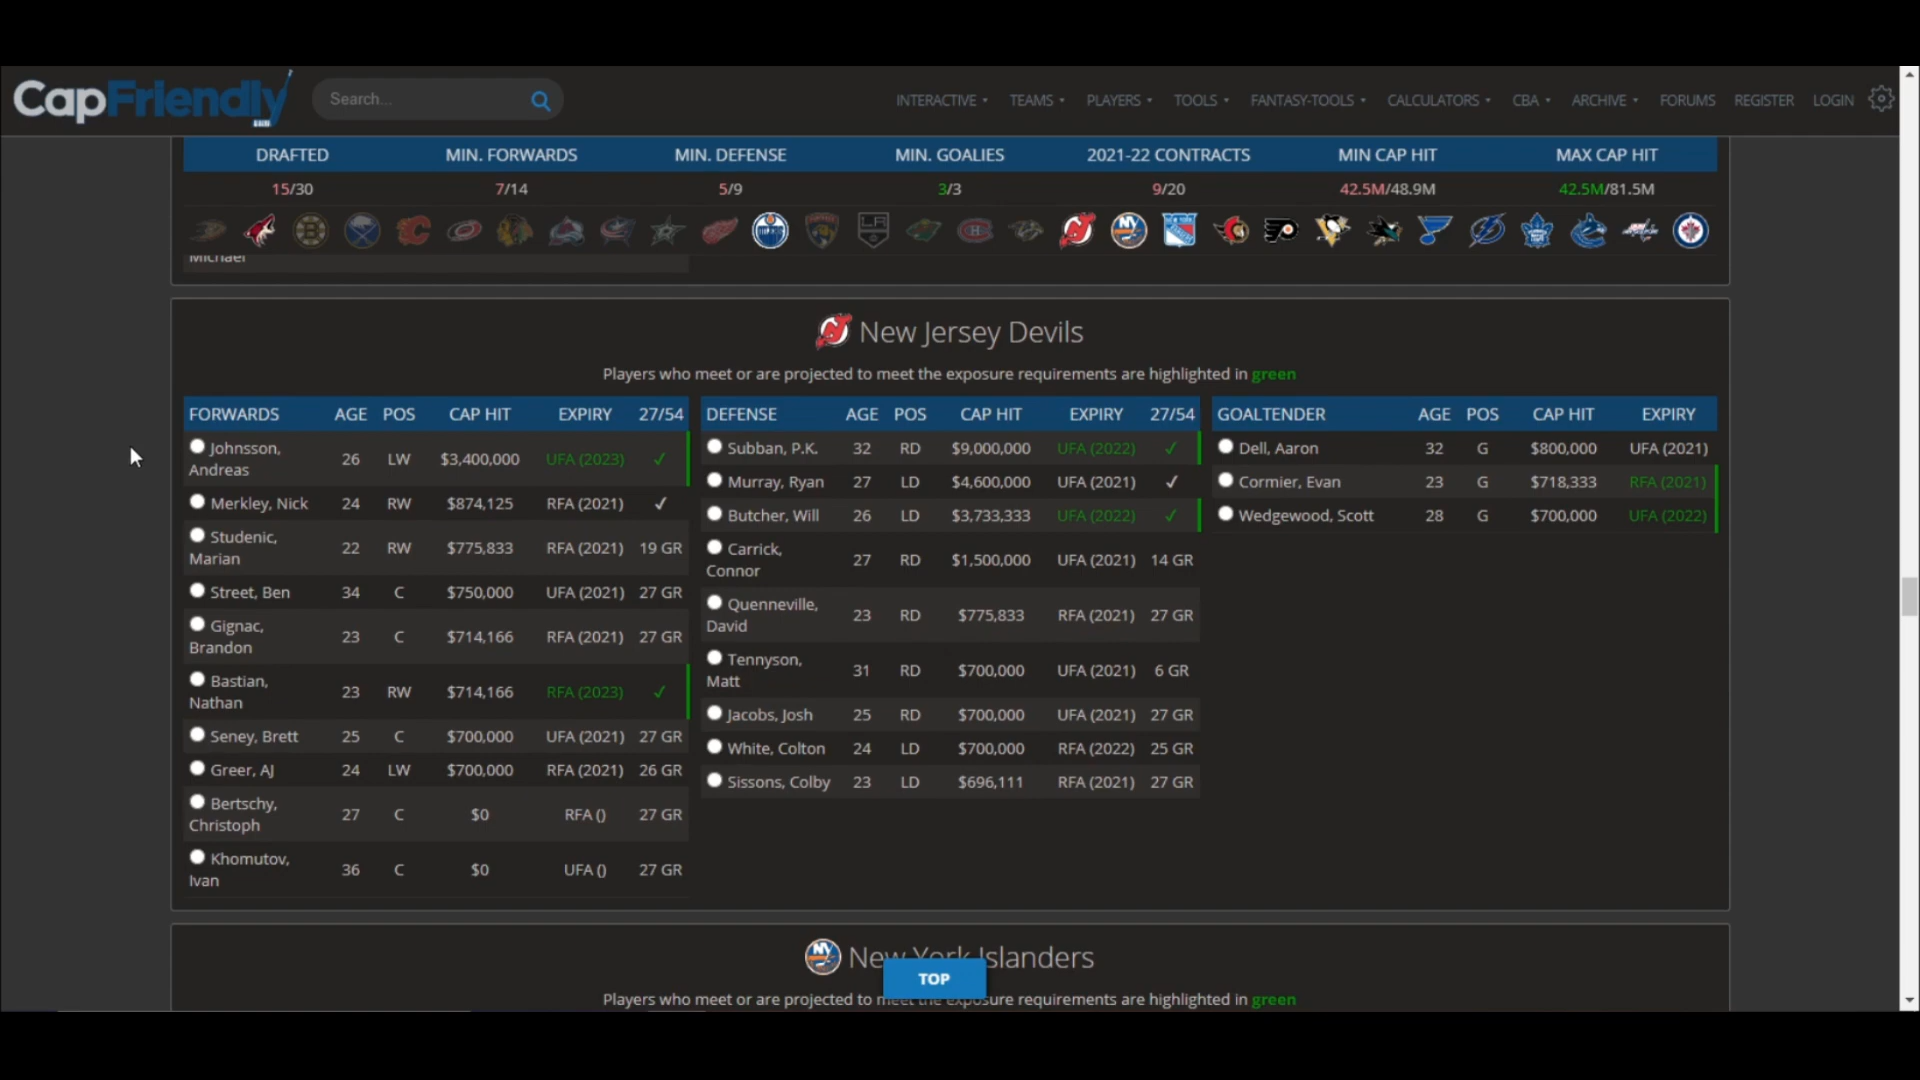 CapFriendly
Search...
INTERACTIVE TEAMS PLAYERS TOOLS FANTASY-TOOLS CALCULATORS CBA ARCHIVE FORUMS REGISTER LOGIN
DRAFTED MIN. FORWARDS MIN. DEFENSE MIN. GOALIES 2021-22 CONTRACTS MIN CAP HIT MAX CAP HIT
15/30 7/14 5/9 3/3 9/20 42.5M/48.9M 42.5M/81.5M
Michael
New Jersey Devils
Players who meet or are projected to meet the exposure requirements are highlighted in green
FORWARDS AGE POS CAP HIT EXPIRY 27/54
Johnsson,
Andreas 26 LW $3,400,000 UFA (2023) ✓
Merkley, Nick 24 RW $874,125 RFA (2021) ✓
Studenic,
Marian 22 RW $775,833 RFA (2021) 19 GR
Street, Ben 34 C $750,000 UFA (2021) 27 GR
Gignac,
Brandon 23 C $714,166 RFA (2021) 27 GR
Bastian,
Nathan 23 RW $714,166 RFA (2023) ✓
Seney, Brett 25 C $700,000 UFA (2021) 27 GR
Greer, AJ 24 LW $700,000 RFA (2021) 26 GR
Bertschy,
Christoph 27 C $0 RFA () 27 GR
Khomutov,
Ivan 36 C $0 UFA () 27 GR
DEFENSE AGE POS CAP HIT EXPIRY 27/54
Subban, P.K. 32 RD $9,000,000 UFA (2022) ✓
Murray, Ryan 27 LD $4,600,000 UFA (2021) ✓
Butcher, Will 26 LD $3,733,333 UFA (2022) ✓
Carrick,
Connor 27 RD $1,500,000 UFA (2021) 14 GR
Quenneville,
David 23 RD $775,833 RFA (2021) 27 GR
Tennyson,
Matt 31 RD $700,000 UFA (2021) 6 GR
Jacobs, Josh 25 RD $700,000 UFA (2021) 27 GR
White, Colton 24 LD $700,000 RFA (2022) 25 GR
Sissons, Colby 23 LD $696,111 RFA (2021) 27 GR
GOALTENDER AGE POS CAP HIT EXPIRY
Dell, Aaron 32 G $800,000 UFA (2021)
Cormier, Evan 23 G $718,333 RFA (2021)
Wedgewood, Scott 28 G $700,000 UFA (2022)
New York Islanders
TOP
Players who meet or are projected to meet the exposure requirements are highlighted in green